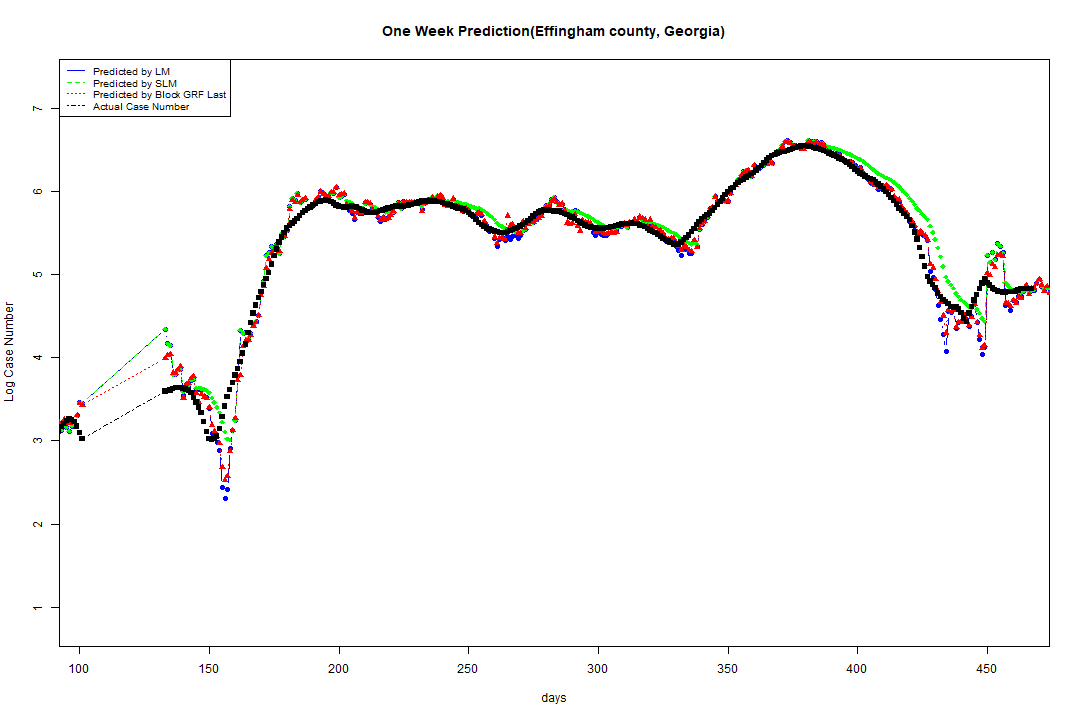 One Week Prediction(Effingham county, Georgia)
Predicted by LM
Predicted by SLM
Predicted by Block GRF Last
Actual Case Number
7
6
5
4
3
2
1
Log Case Number
100 150 200 250 300 350 400 450
days